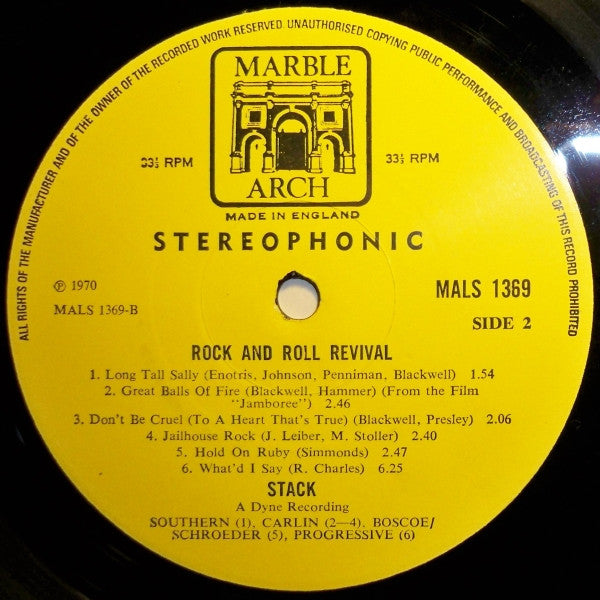 ALL RIGHTS OF THE MANUFACTURER AND OF THE OWNER OF THE RECORDED WORK RESERVED UNAUTHORISED COPYING PUBLIC PERFORMANCE AND BROADCASTING OF THIS RECORD PROHIBITED
MARBLE
ARCH
33⅓ RPM
33⅓ RPM
MADE IN ENGLAND
STEREOPHONIC
℗ 1970
MALS 1369-B
MALS 1369
SIDE 2
ROCK AND ROLL REVIVAL
1. Long Tall Sally (Enotris, Johnson, Penniman, Blackwell) 1.54
2. Great Balls Of Fire (Blackwell, Hammer) (From the Film
"Jamboree") 2.46
3. Don't Be Cruel (To A Heart That's True) (Blackwell, Presley) 2.06
4. Jailhouse Rock (J. Leiber, M. Stoller) 2.40
5. Hold On Ruby (Simmonds) 2.47
6. What'd I Say (R. Charles) 6.25
STACK
A Dyne Recording
SOUTHERN (1), CARLIN (2—4), BOSCOE/
SCHROEDER (5), PROGRESSIVE (6)